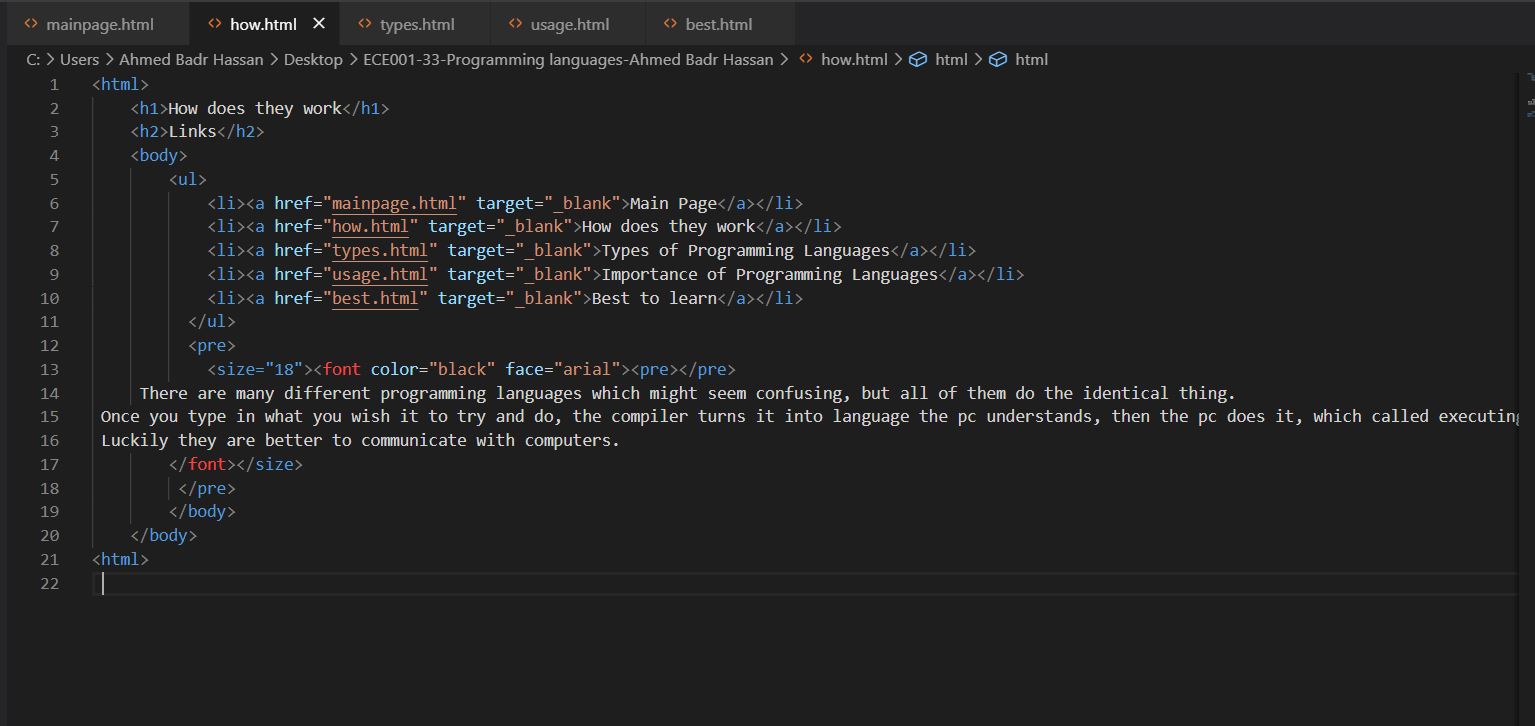 mainpage.html how.html × types.html usage.html best.html
C: > Users > Ahmed Badr Hassan > Desktop > ECE001-33-Programming languages-Ahmed Badr Hassan > how.html > html > html
1 <html>
2     <h1>How does they work</h1>
3     <h2>Links</h2>
4     <body>
5         <ul>
6             <li><a href="mainpage.html" target="_blank">Main Page</a></li>
7             <li><a href="how.html" target="_blank">How does they work</a></li>
8             <li><a href="types.html" target="_blank">Types of Programming Languages</a></li>
9             <li><a href="usage.html" target="_blank">Importance of Programming Languages</a></li>
10             <li><a href="best.html" target="_blank">Best to learn</a></li>
11           </ul>
12           <pre>
13             <size="18"><font color="black" face="arial"><pre></pre>
14      There are many different programming languages which might seem confusing, but all of them do the identical thing.
15  Once you type in what you wish it to try and do, the compiler turns it into language the pc understands, then the pc does it, which called executing
16  Luckily they are better to communicate with computers.
17         </font></size>
18          </pre>
19         </body>
20     </body>
21 <html>
22